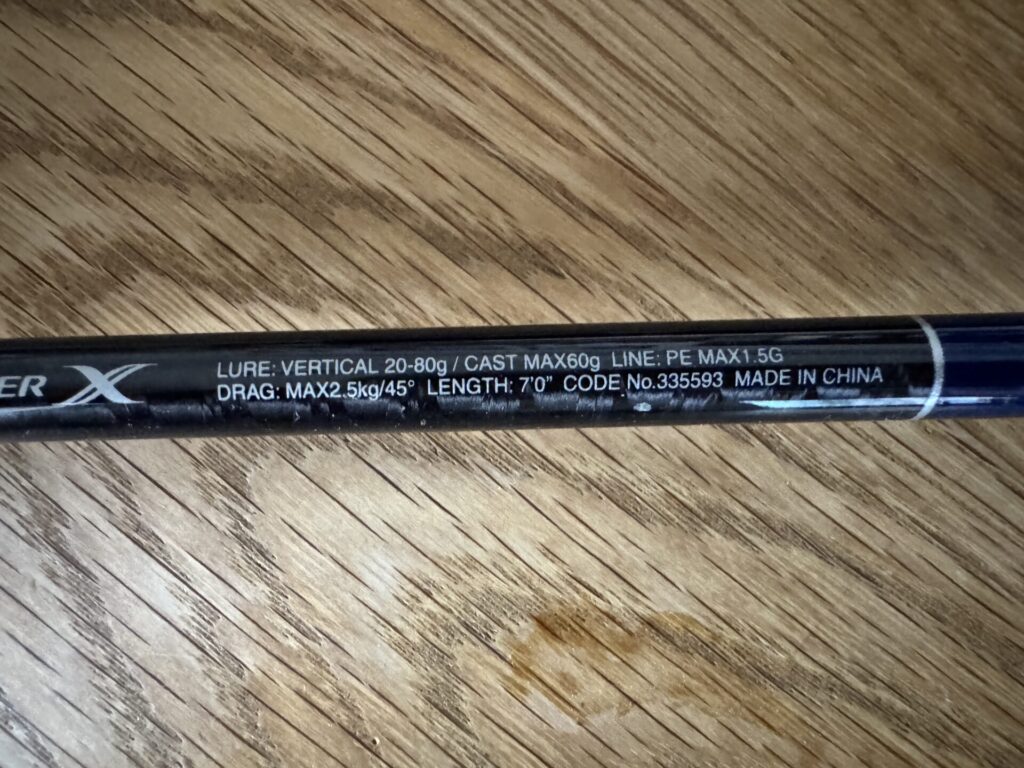 ER X
LURE: VERTICAL 20-80g / CAST MAX60g LINE: PE MAX1.5G
DRAG: MAX2.5kg/45° LENGTH: 7'0" CODE No.335593 MADE IN CHINA